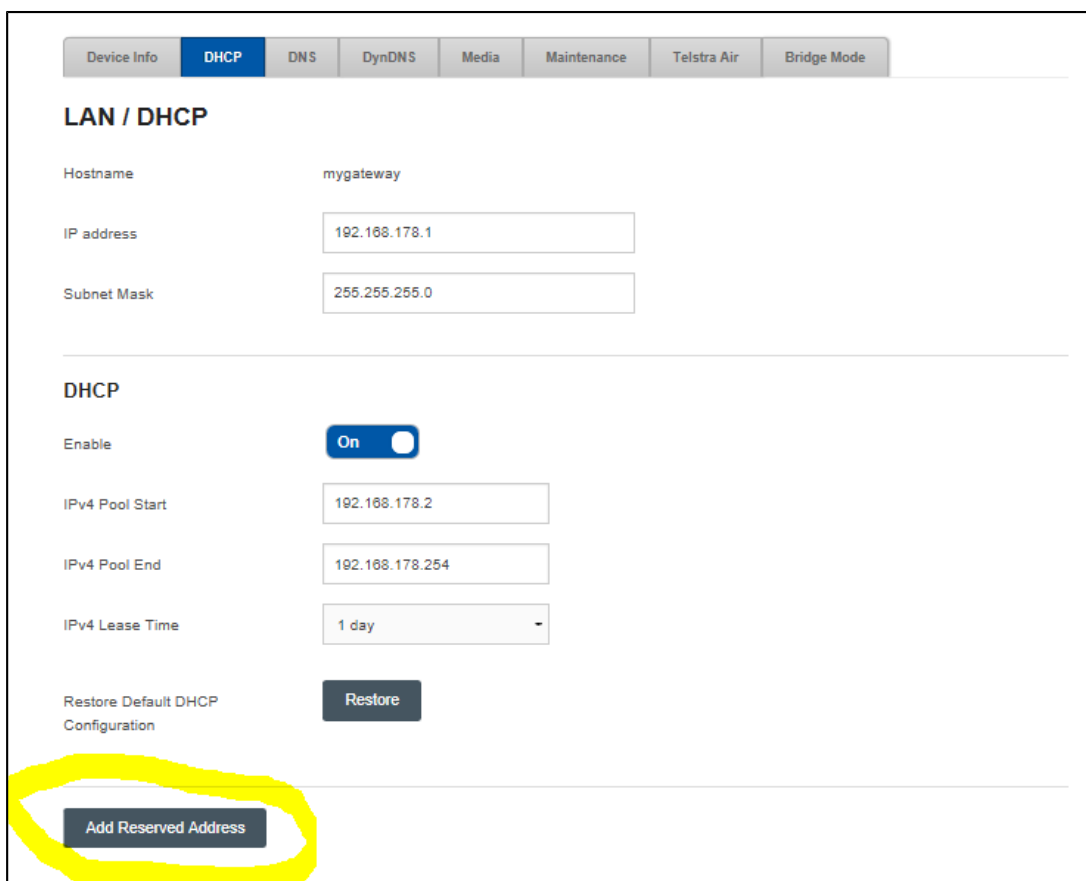 Device Info DHCP DNS DynDNS Media Maintenance Telstra Air Bridge Mode
LAN / DHCP
Hostname mygateway
IP address 192.168.178.1
Subnet Mask 255.255.255.0
DHCP
Enable On
IPv4 Pool Start 192.168.178.2
IPv4 Pool End 192.168.178.254
IPv4 Lease Time 1 day
Restore Default DHCP
Configuration
Restore
Add Reserved Address